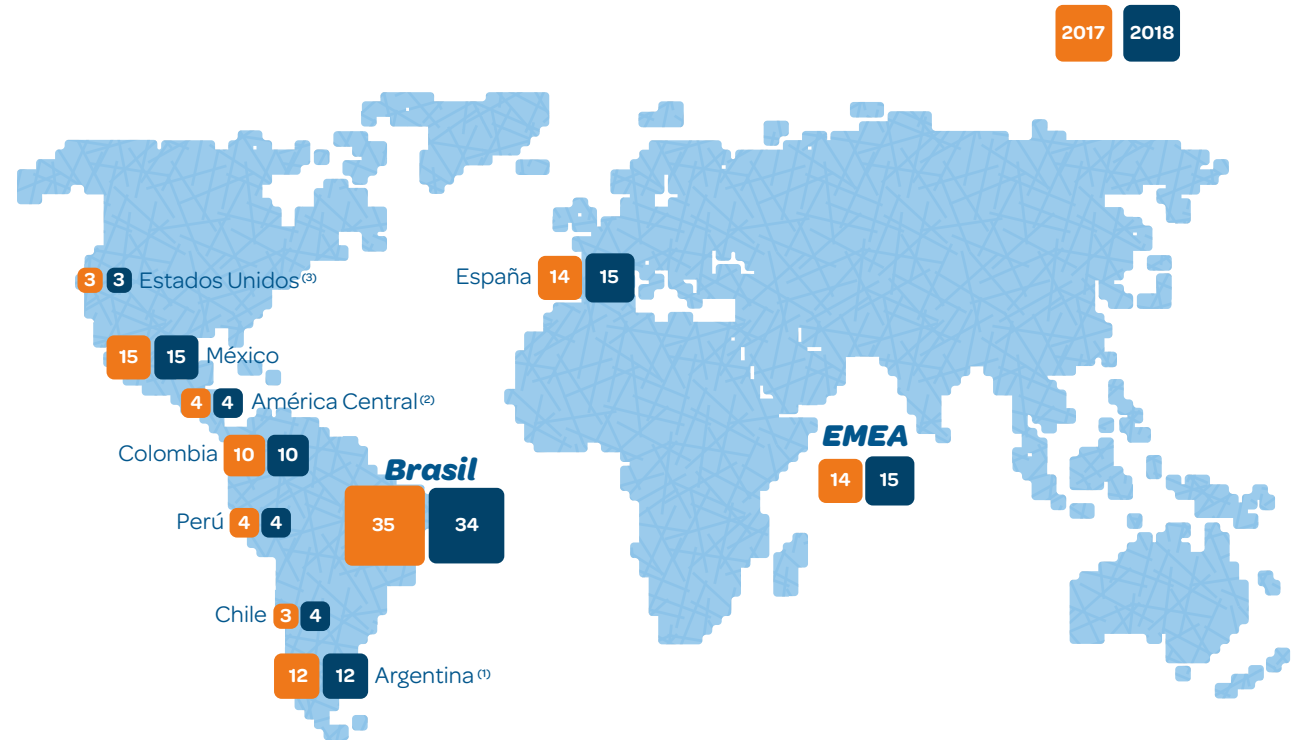 2017 2018
España 14 15
3 3 Estados Unidos(3)
15 15 México
4 4 América Central(2)
EMEA
14 15
Colombia 10 10
Brasil
35 34
Perú 4 4
Chile 3 4
12 12 Argentina (1)